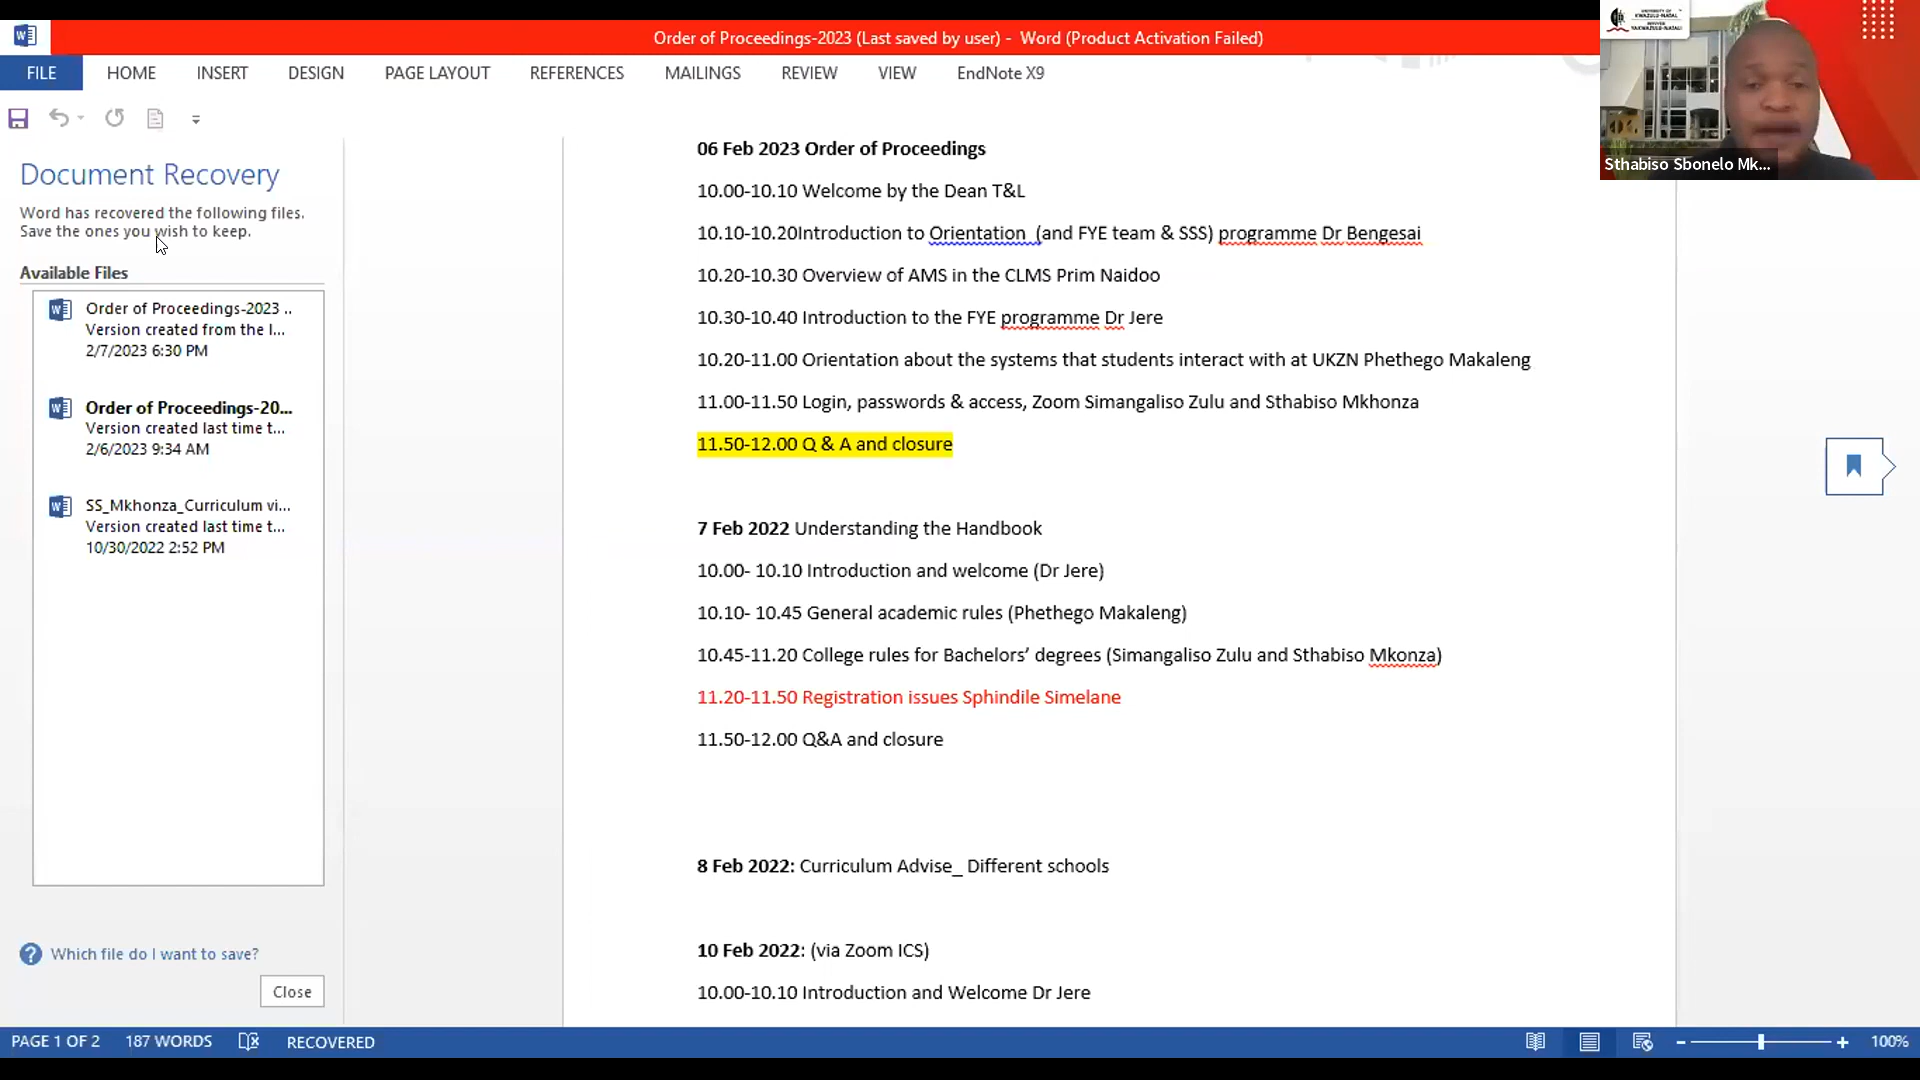 Order of Proceedings-2023 (Last saved by user) - Word (Product Activation Failed)
UNIVERSITY OF
KWAZULU-NATAL
INYUVESI
YAKWAZULU-NATALI
FILE HOME INSERT DESIGN PAGE LAYOUT REFERENCES MAILINGS REVIEW VIEW EndNote X9
Sthabiso Sbonelo Mk...
Document Recovery
Word has recovered the following files.
Save the ones you wish to keep.
Available Files
Order of Proceedings-2023 ..
Version created from the l...
2/7/2023 6:30 PM
Order of Proceedings-20...
Version created last time t...
2/6/2023 9:34 AM
SS_Mkhonza_Curriculum vi...
Version created last time t...
10/30/2022 2:52 PM
Which file do I want to save?
Close
06 Feb 2023 Order of Proceedings
10.00-10.10 Welcome by the Dean T&L
10.10-10.20Introduction to Orientation  (and FYE team & SSS) programme Dr Bengesai
10.20-10.30 Overview of AMS in the CLMS Prim Naidoo
10.30-10.40 Introduction to the FYE programme Dr Jere
10.20-11.00 Orientation about the systems that students interact with at UKZN Phethego Makaleng
11.00-11.50 Login, passwords & access, Zoom Simangaliso Zulu and Sthabiso Mkhonza
11.50-12.00 Q & A and closure
7 Feb 2022 Understanding the Handbook
10.00- 10.10 Introduction and welcome (Dr Jere)
10.10- 10.45 General academic rules (Phethego Makaleng)
10.45-11.20 College rules for Bachelors’ degrees (Simangaliso Zulu and Sthabiso Mkonza)
11.20-11.50 Registration issues Sphindile Simelane
11.50-12.00 Q&A and closure
8 Feb 2022: Curriculum Advise_ Different schools
10 Feb 2022: (via Zoom ICS)
10.00-10.10 Introduction and Welcome Dr Jere
PAGE 1 OF 2 187 WORDS RECOVERED 100%